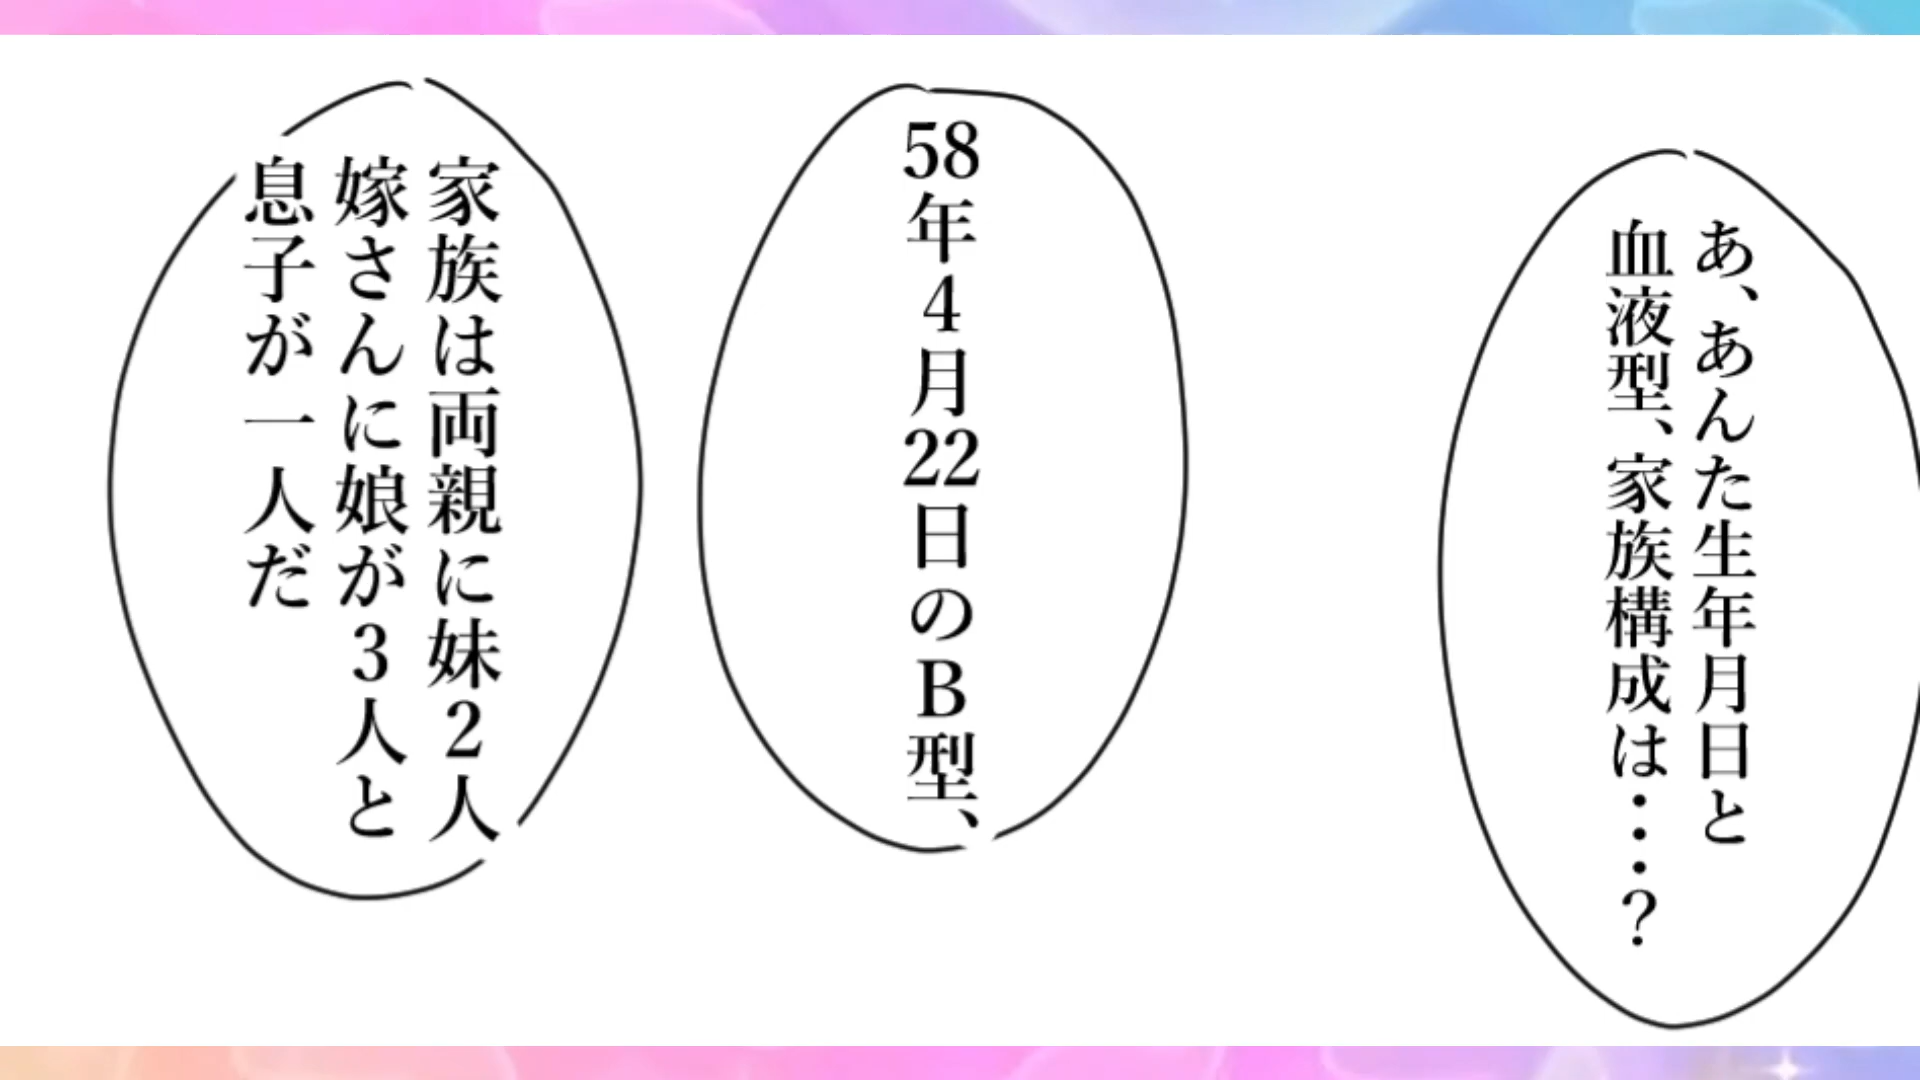 あ、あんた生年月日と
血液型、家族構成は・・・・?
58年4月22日のB型、
家族は両親に妹2人
嫁さんに娘が3人と
息子が一人だ